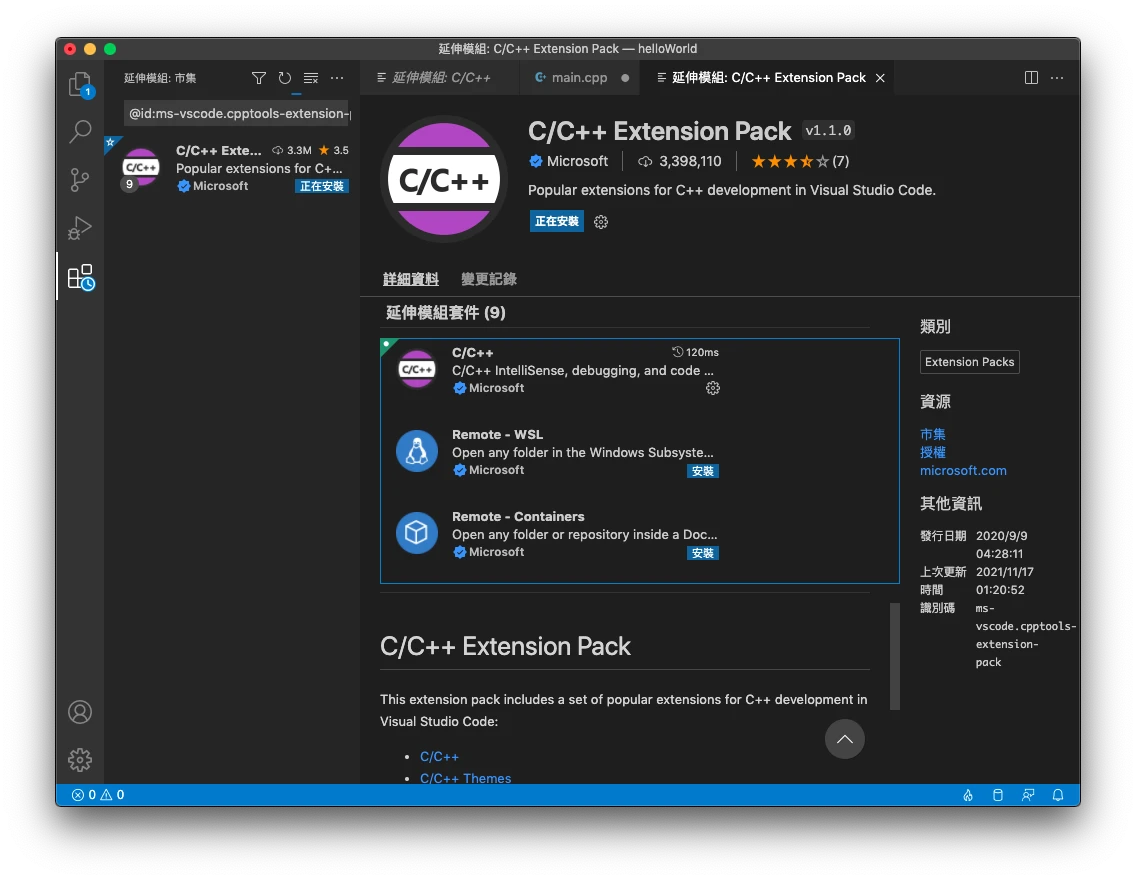 延伸模組: C/C++ Extension Pack — helloWorld
延伸模組: 市集
延伸模組: C/C++
main.cpp
延伸模組: C/C++ Extension Pack
1
@id:ms-vscode.cpptools-extension-
C/C++
9
C/C++ Exte... 3.3M 3.5
Popular extensions for C+...
Microsoft 正在安裝
C/C++
C/C++ Extension Pack v1.1.0
Microsoft 3,398,110 (7)
Popular extensions for C++ development in Visual Studio Code.
正在安裝
詳細資料 變更記錄
延伸模組套件 (9)
C/C++
C/C++ 120ms
C/C++ IntelliSense, debugging, and code ...
Microsoft
Remote - WSL
Open any folder in the Windows Subsyste...
Microsoft 安裝
Remote - Containers
Open any folder or repository inside a Doc...
Microsoft 安裝
C/C++ Extension Pack
This extension pack includes a set of popular extensions for C++ development in
Visual Studio Code:
• C/C++
• C/C++ Themes
類別
Extension Packs
資源
市集
授權
microsoft.com
其他資訊
發行日期 2020/9/9
04:28:11
上次更新 2021/11/17
時間 01:20:52
識別碼 ms-
vscode.cpptools-
extension-
pack
0 0